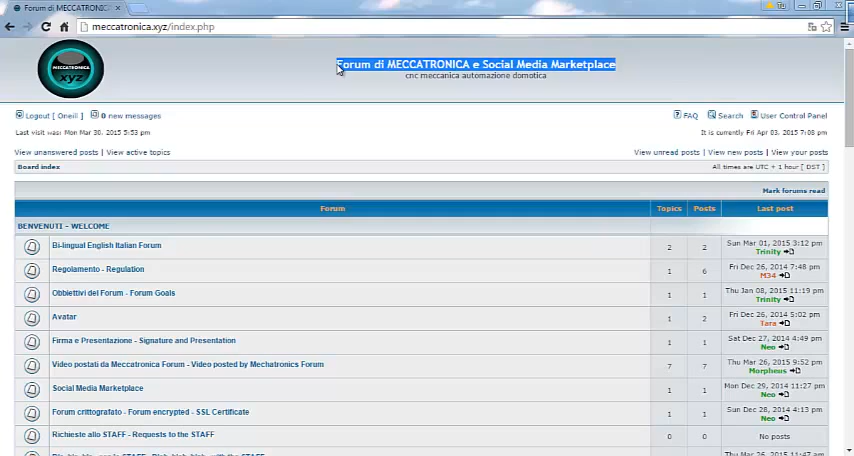 Forum di MECCATRONICA
meccatronica.xyz/index.php
MECCATRONICA
xyz
Forum di MECCATRONICA e Social Media Marketplace
cnc meccanica automazione domotica
Logout [ Oneill ] 0 new messages FAQ Search User Control Panel
Last visit was: Mon Mar 30, 2015 5:53 pm It is currently Fri Apr 03, 2015 7:08 pm
View unanswered posts | View active topics View unread posts | View new posts | View your posts
Board index All times are UTC + 1 hour [ DST ]
Mark forums read
Forum Topics Posts Last post
BENVENUTI - WELCOME
Bi-lingual English Italian Forum 2 2 Sun Mar 01, 2015 3:12 pm
Trinity
Regolamento - Regulation 1 6 Fri Dec 26, 2014 7:48 pm
M34
Obbiettivi del Forum - Forum Goals 1 1 Thu Jan 08, 2015 11:19 pm
Trinity
Avatar 1 2 Fri Dec 26, 2014 5:02 pm
Tara
Firma e Presentazione - Signature and Presentation 1 1 Sat Dec 27, 2014 4:49 pm
Neo
Video postati da Meccatronica Forum - Video posted by Mechatronics Forum 7 7 Thu Mar 26, 2015 9:52 pm
Morpheus
Social Media Marketplace 1 1 Mon Dec 29, 2014 11:27 pm
Neo
Forum crittografato - Forum encrypted - SSL Certificate 1 1 Sun Dec 28, 2014 4:13 pm
Neo
Richieste allo STAFF - Requests to the STAFF 0 0 No posts